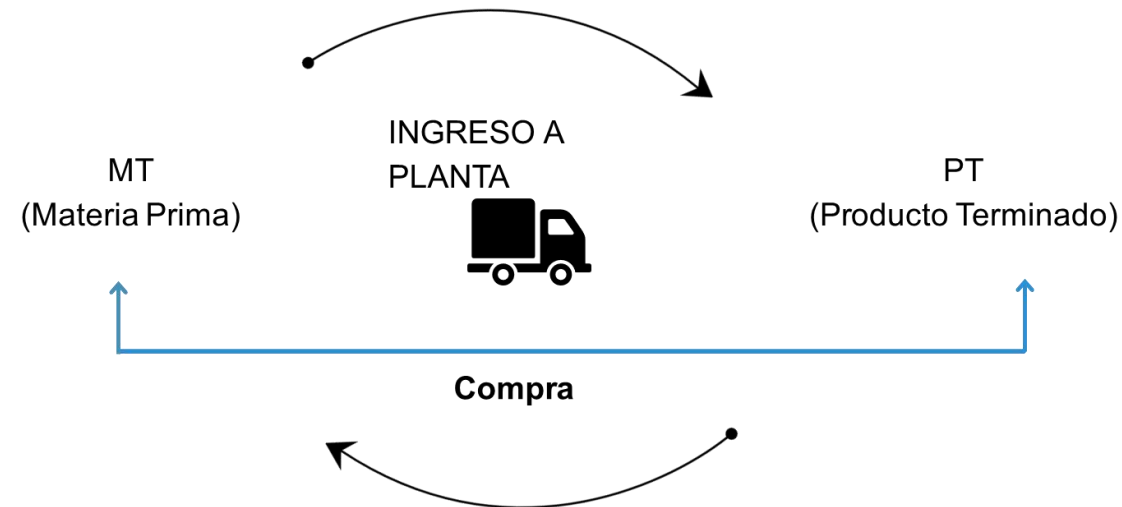 INGRESO A
PLANTA
MT
(Materia Prima)
PT
(Producto Terminado)
Compra